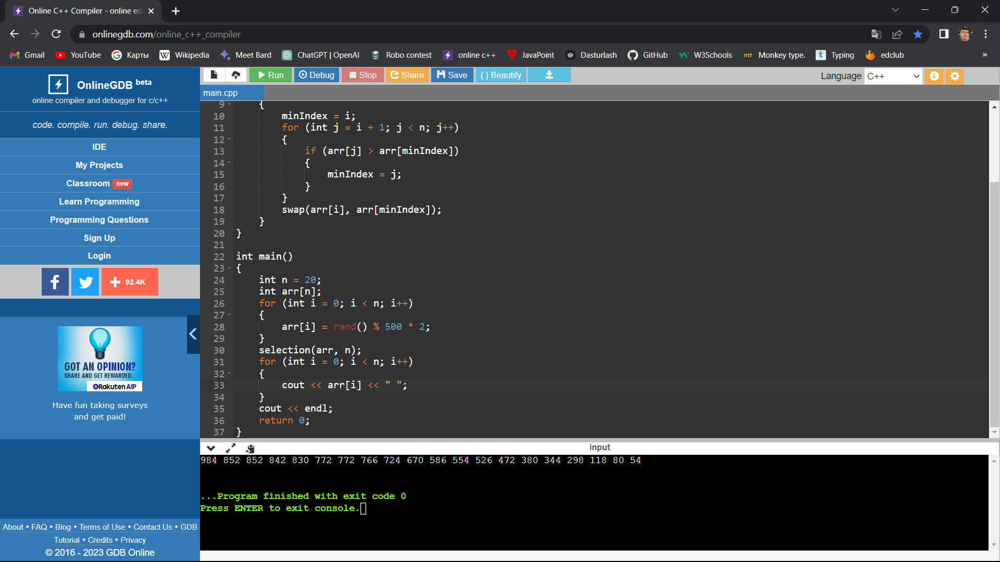 Online C++ Compiler - online ed
onlinegdb.com/online_c++_compiler
Gmail YouTube Карты Wikipedia Meet Bard ChatGPT | OpenAI Robo contest online c++ JavaPoint Dasturlash GitHub W3Schools Monkey type. Typing edclub »
OnlineGDB beta
online compiler and debugger for c/c++
code. compile. run. debug. share.
IDE
My Projects
Classroom new
Learn Programming
Programming Questions
Sign Up
Login
92.4K
GOT AN OPINION?
SHARE AND GET REWARDED.
Rakuten AIP
Have fun taking surveys
and get paid!
About • FAQ • Blog • Terms of Use • Contact Us • GDB
Tutorial • Credits • Privacy
© 2016 - 2023 GDB Online
Run Debug Stop Share Save { } Beautify Language C++
main.cpp
9 {
10 minIndex = i;
11 for (int j = i + 1; j < n; j++)
12 {
13 if (arr[j] > arr[minIndex])
14 {
15 minIndex = j;
16 }
17 }
18 swap(arr[i], arr[minIndex]);
19 }
20 }
21
22 int main()
23 {
24 int n = 20;
25 int arr[n];
26 for (int i = 0; i < n; i++)
27 {
28 arr[i] = rand() % 500 * 2;
29 }
30 selection(arr, n);
31 for (int i = 0; i < n; i++)
32 {
33 cout << arr[i] << " ";
34 }
35 cout << endl;
36 return 0;
37 }
input
984 852 852 842 830 772 772 766 724 670 586 554 526 472 380 344 298 118 80 54
...Program finished with exit code 0
Press ENTER to exit console.